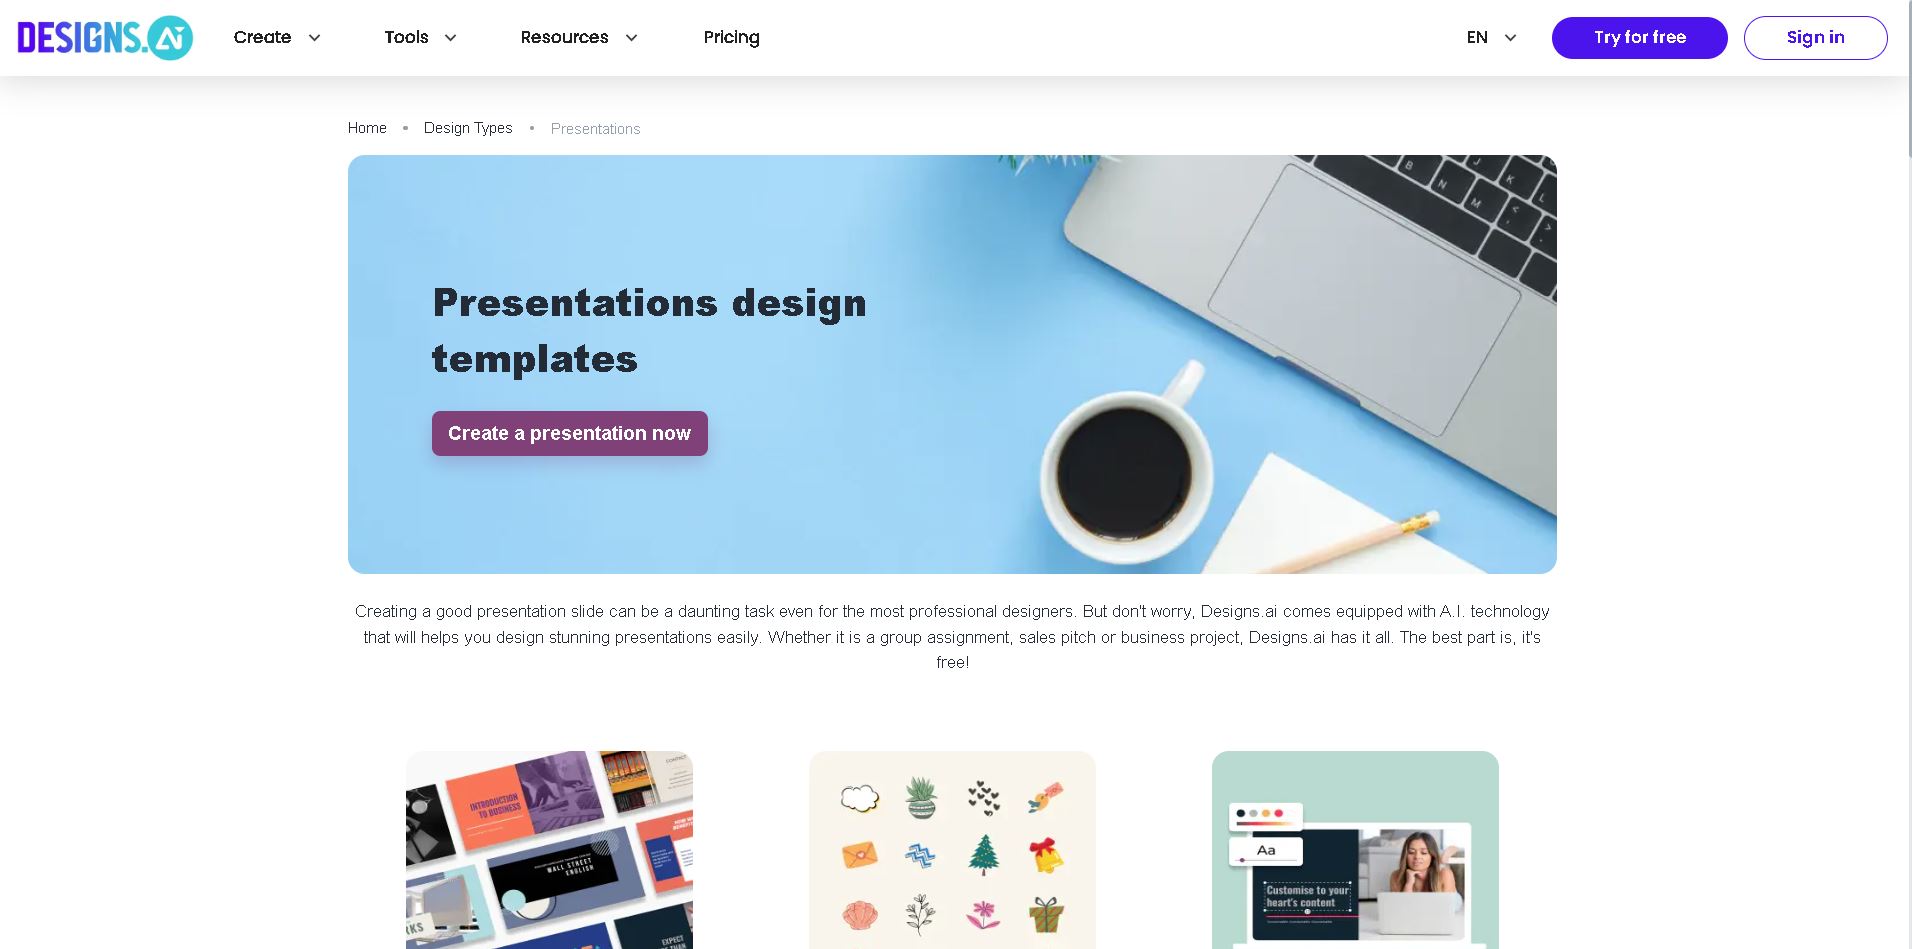 DESIGNS.Ai
Create
Tools
Resources
Pricing
EN
Try for free
Sign in
Home • Design Types • Presentations
Presentations design
templates
Create a presentation now
Creating a good presentation slide can be a daunting task even for the most professional designers. But don't worry, Designs.ai comes equipped with A.I. technology
that will helps you design stunning presentations easily. Whether it is a group assignment, sales pitch or business project, Designs.ai has it all. The best part is, it's
free!
INTRODUCTION
TO BUSINESS
CONTACT
WALL STREET
ENGLISH
EXPECT
Aa
Customise to your
heart's content